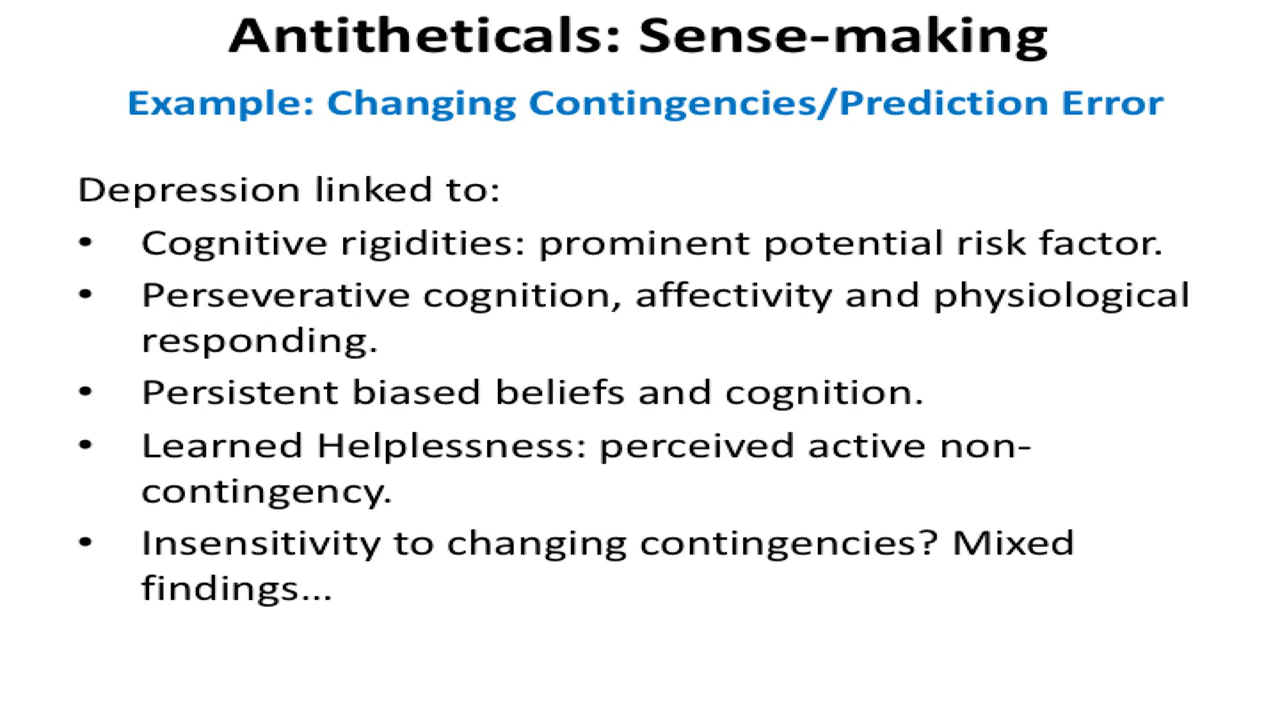 Antitheticals: Sense-making
Example: Changing Contingencies/Prediction Error
Depression linked to:
• Cognitive rigidities: prominent potential risk factor.
• Perseverative cognition, affectivity and physiological
responding.
• Persistent biased beliefs and cognition.
• Learned Helplessness: perceived active non-
contingency.
• Insensitivity to changing contingencies? Mixed
findings...